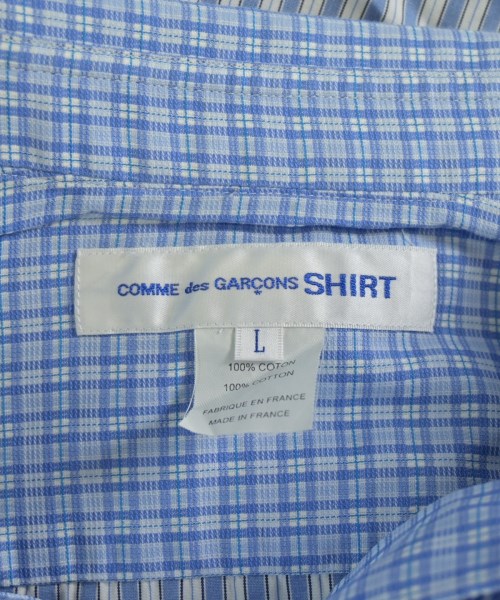 COMME des GARÇONS SHIRT
L
100% COTON
100% COTTON
FABRIQUE EN FRANCE
MADE IN FRANCE